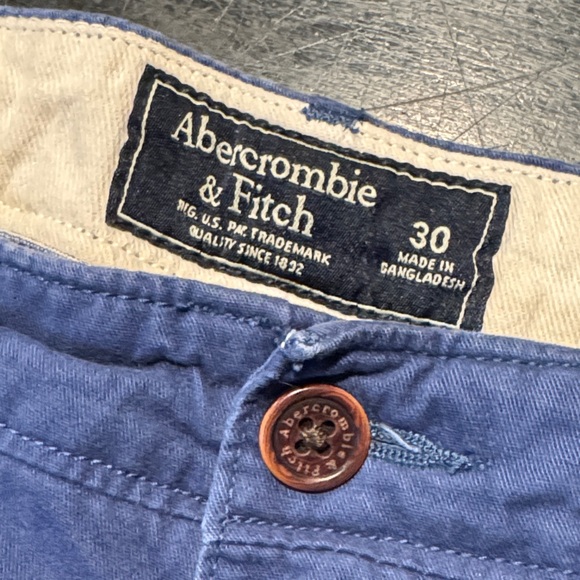 Abercrombie
& Fitch
REG. U.S. PAT. TRADEMARK
QUALITY SINCE 1892
30
MADE IN
BANGLADESH
Abercrombie & Fitch